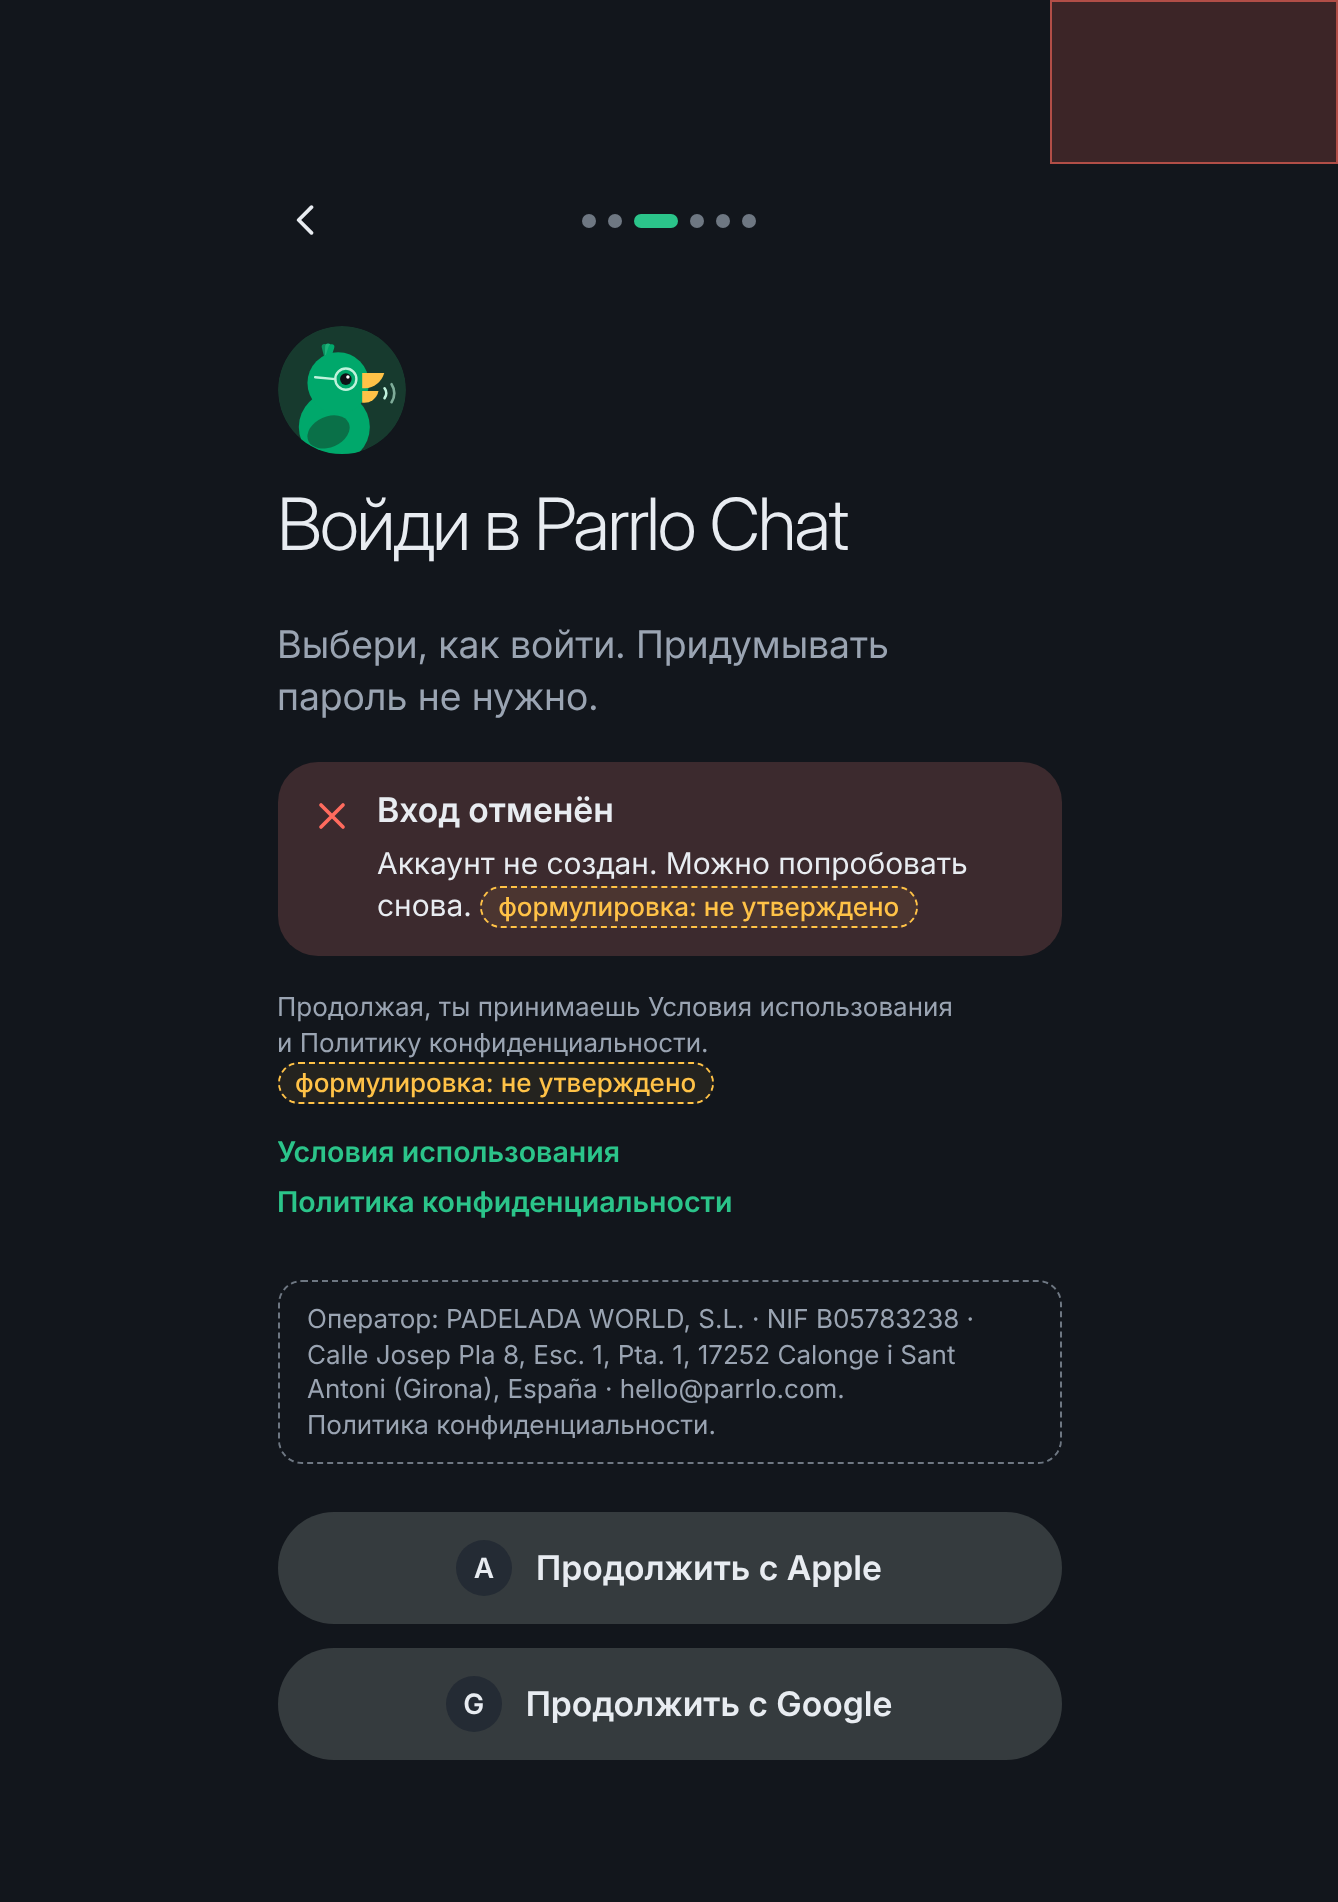 Войди в Parrlo Chat
Выбери, как войти. Придумывать
пароль не нужно.
Вход отменён
Аккаунт не создан. Можно попробовать
снова. формулировка: не утверждено
Продолжая, ты принимаешь Условия использования
и Политику конфиденциальности.
формулировка: не утверждено
Условия использования
Политика конфиденциальности
Оператор: PADELADA WORLD, S.L. · NIF B05783238 ·
Calle Josep Pla 8, Esc. 1, Pta. 1, 17252 Calonge i Sant
Antoni (Girona), España · hello@parrlo.com.
Политика конфиденциальности.
A Продолжить с Apple
G Продолжить с Google